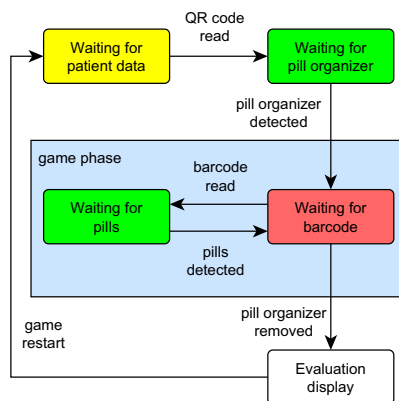 QR code
read
Waiting for
patient data
Waiting for
pill organizer
pill organizer
detected
game phase
barcode
read
Waiting for
pills
Waiting for
barcode
pills
detected
pill organizer
removed
game
restart
Evaluation
display